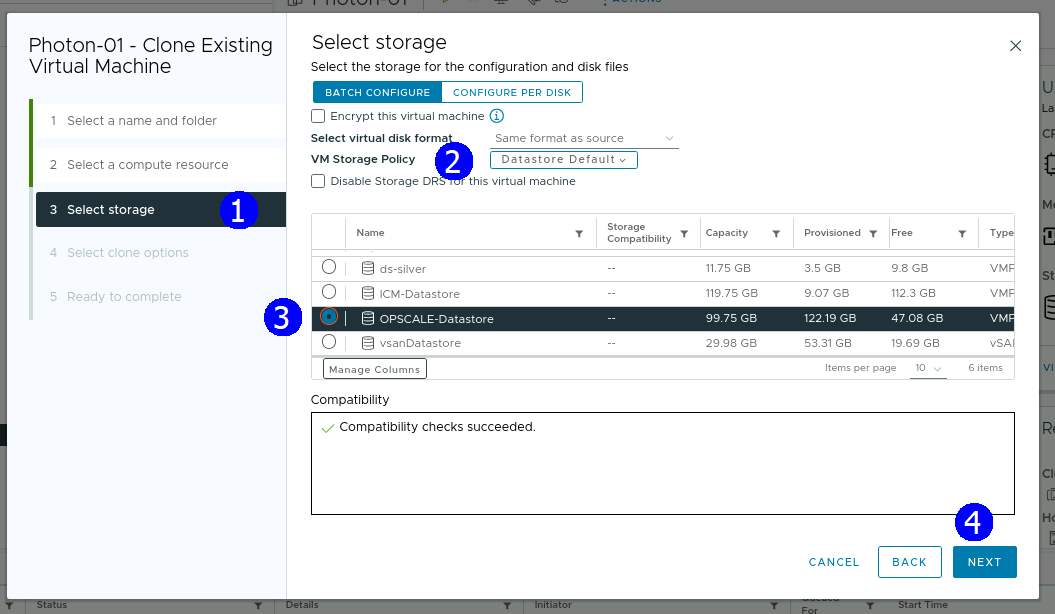 Photon-01
ACTIONS
Photon-01 - Clone Existing
Virtual Machine
1 Select a name and folder
2 Select a compute resource
3 Select storage
1
4 Select clone options
5 Ready to complete
Select storage
Select the storage for the configuration and disk files
BATCH CONFIGURE CONFIGURE PER DISK
Encrypt this virtual machine
Select virtual disk format Same format as source
VM Storage Policy 2 Datastore Default
Disable Storage DRS for this virtual machine
Name Storage Compatibility Capacity Provisioned Free Type
ds-silver -- 11.75 GB 3.5 GB 9.8 GB VMF
ICM-Datastore -- 119.75 GB 9.07 GB 112.3 GB VMF
3 OPSCALE-Datastore -- 99.75 GB 122.19 GB 47.08 GB VMF
vsanDatastore -- 29.98 GB 53.31 GB 19.69 GB vSAI
Manage Columns Items per page 10 6 items
Compatibility
Compatibility checks succeeded.
4
CANCEL BACK NEXT
Status Details Initiator For Start Time